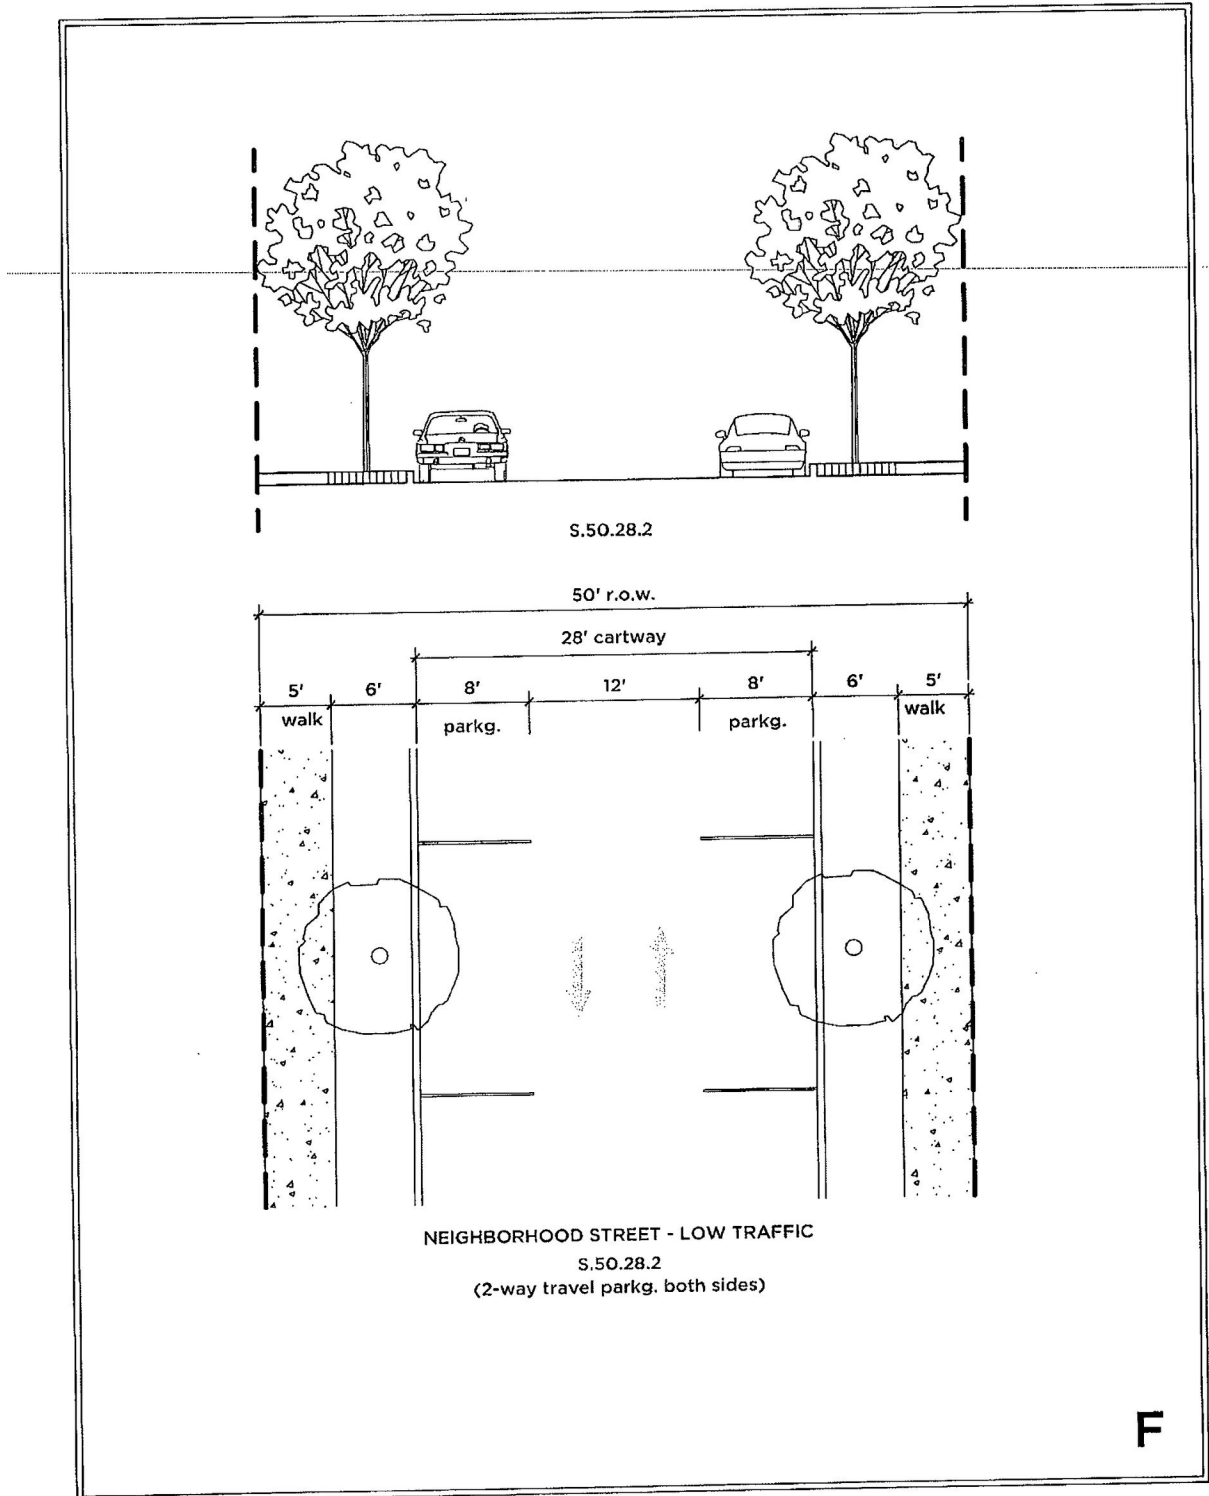 S.50.28.2
50' r.o.w.
28' cartway
5' 6' 8' 12' 8' 6' 5'
walk parkg. parkg. walk
NEIGHBORHOOD STREET - LOW TRAFFIC
S.50.28.2
(2-way travel parkg. both sides)
F